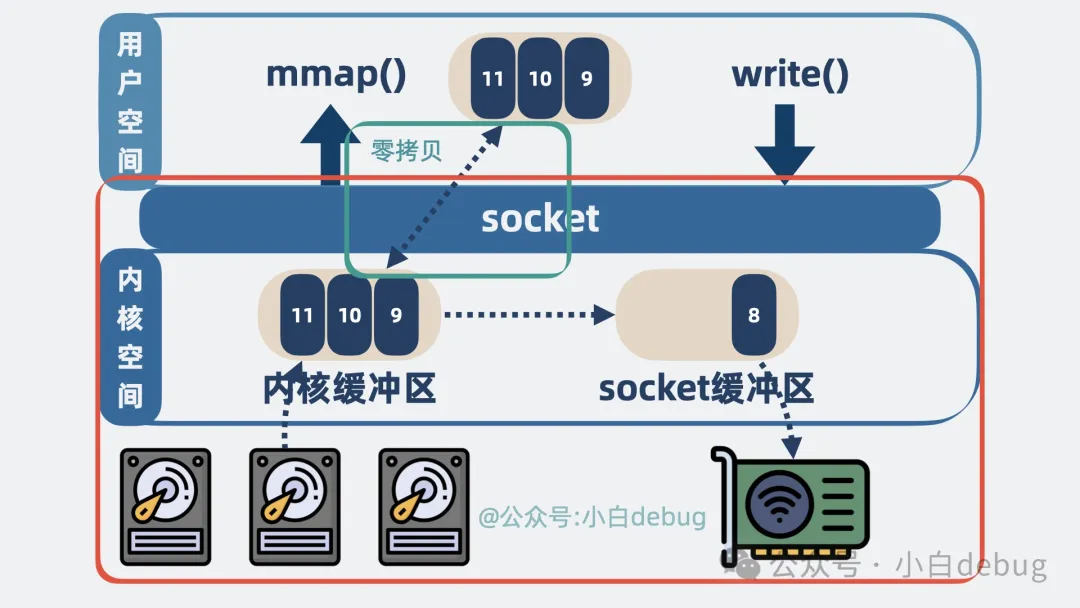 用户空间
mmap()
11 10 9
write()
零拷贝
socket
内核空间
11 10 9
8
内核缓冲区
socket缓冲区
@公众号:小白debug
公众号 · 小白debug